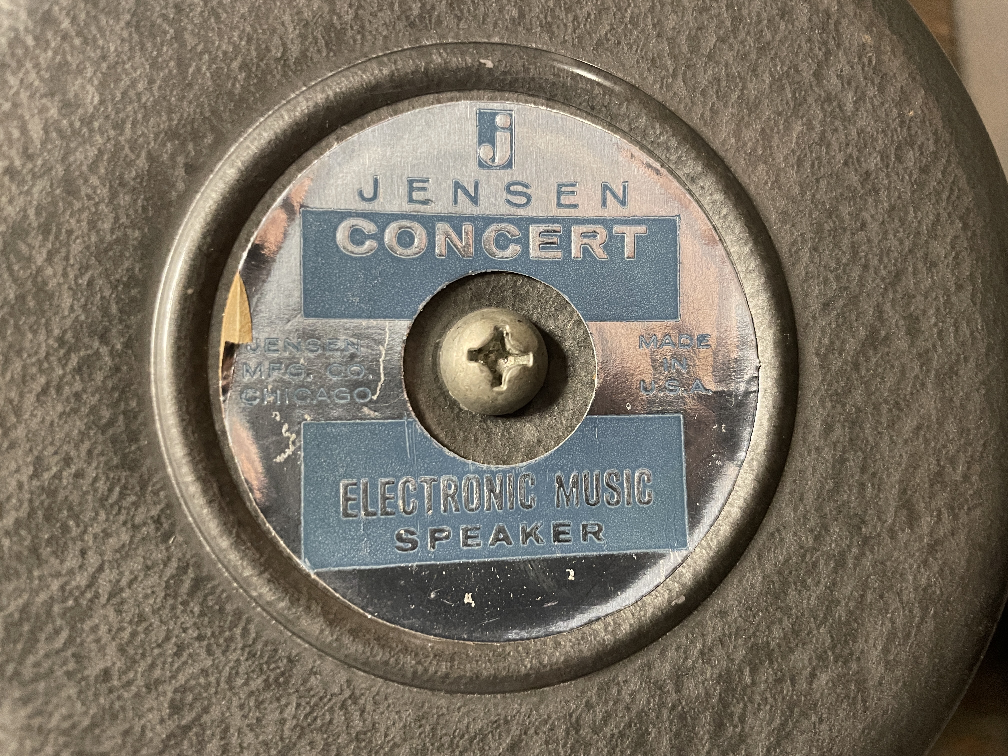 j
JENSEN
CONCERT
JENSEN
MFG. CO.
CHICAGO
MADE
IN
U.S.A.
ELECTRONIC MUSIC
SPEAKER